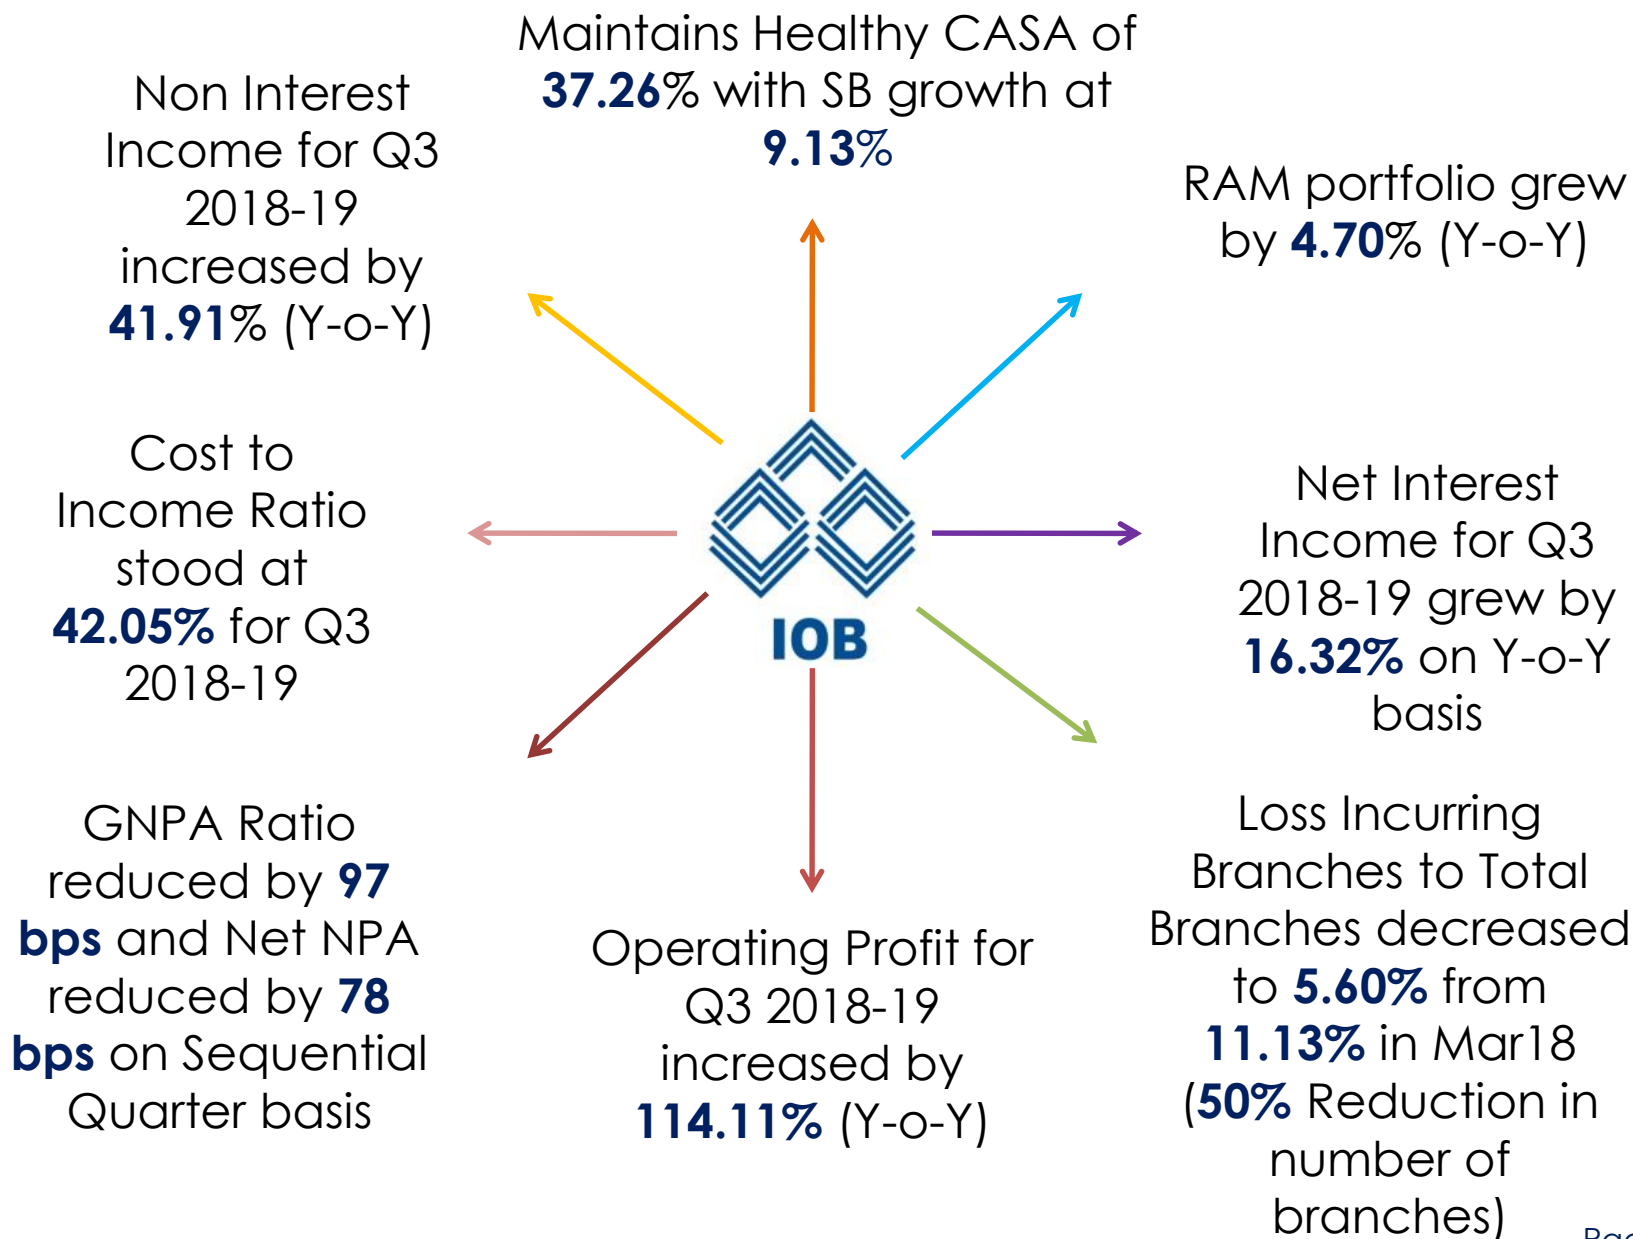 Maintains Healthy CASA of
37.26% with SB growth at
9.13%
Non Interest
Income for Q3
2018-19
increased by
41.91% (Y-o-Y)
RAM portfolio grew
by 4.70% (Y-o-Y)
Cost to
Income Ratio
stood at
42.05% for Q3
2018-19
IOB
Net Interest
Income for Q3
2018-19 grew by
16.32% on Y-o-Y
basis
GNPA Ratio
reduced by 97
bps and Net NPA
reduced by 78
bps on Sequential
Quarter basis
Operating Profit for
Q3 2018-19
increased by
114.11% (Y-o-Y)
Loss Incurring
Branches to Total
Branches decreased
to 5.60% from
11.13% in Mar18
(50% Reduction in
number of
branches)